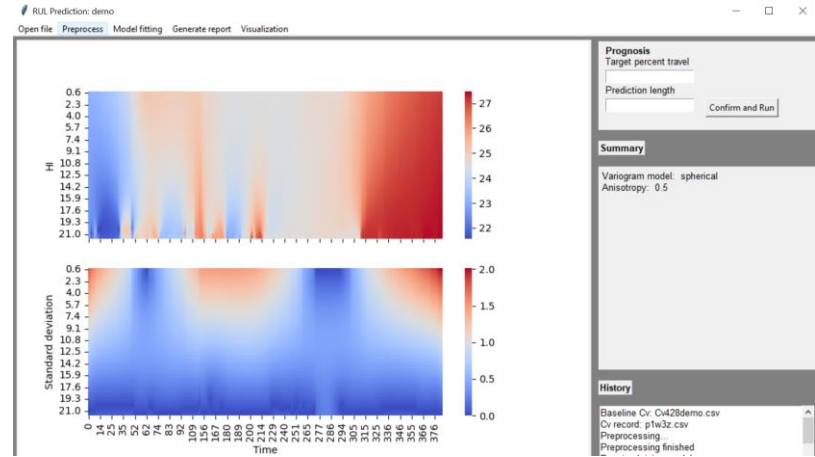 RUL Prediction: demo
Open file Preprocess Model fitting Generate report Visualization
Prognosis
Target percent travel
Prediction length
Confirm and Run
Summary
Variogram model: spherical
Anisotropy: 0.5
History
Baseline Cv: Cv428demo.csv
Cv record: p1w3z.csv
Preprocessing...
Preprocessing finished
HI
0.6
2.3
4.0
5.7
7.4
9.1
10.8
12.5
14.2
15.9
17.6
19.3
21.0
27
26
25
24
23
22
Standard deviation
0.6
2.3
4.0
5.7
7.4
9.1
10.8
12.5
14.2
15.9
17.6
19.3
21.0
2.0
1.5
1.0
0.5
0.0
0 14 25 35 52 62 74 83 92 109 156 167 180 189 200 214 229 240 251 265 277 286 294 305 315 325 336 346 355 366 376
Time